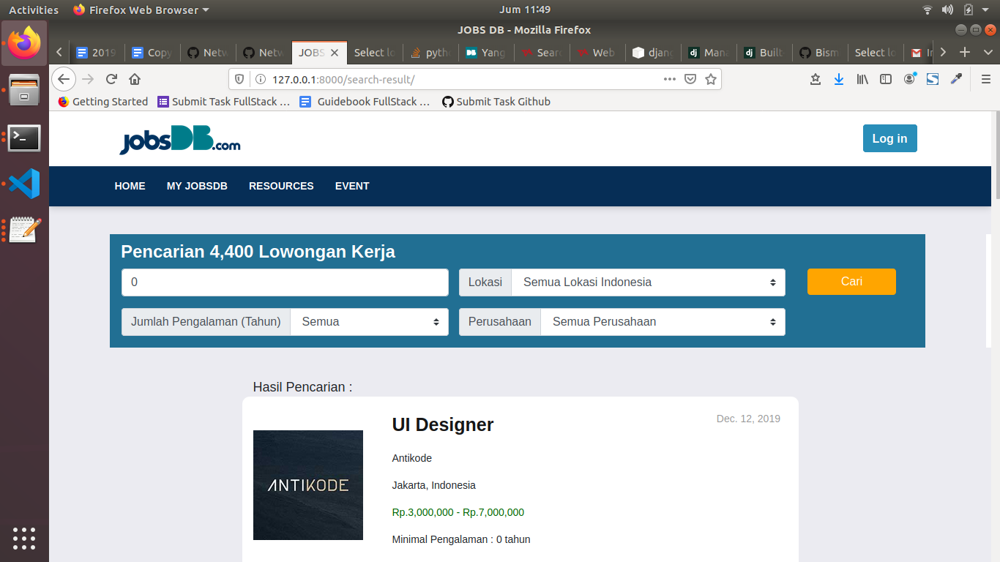 Activities Firefox Web Browser Jum 11:49
JOBS DB - Mozilla Firefox
2019 Copy Netw Netw JOBS Select lo pyth Yang Sear Web djan Mana Built- Bism Select lo In
127.0.0.1:8000/search-result/
Getting Started Submit Task FullStack … Guidebook FullStack … Submit Task Github
jobsDB.com Log in
HOME MY JOBSDB RESOURCES EVENT
Pencarian 4,400 Lowongan Kerja
0 Lokasi Semua Lokasi Indonesia Cari
Jumlah Pengalaman (Tahun) Semua Perusahaan Semua Perusahaan
Hasil Pencarian :
UI Designer Dec. 12, 2019
Antikode
ANTIKODE Jakarta, Indonesia
Rp.3,000,000 - Rp.7,000,000
Minimal Pengalaman : 0 tahun